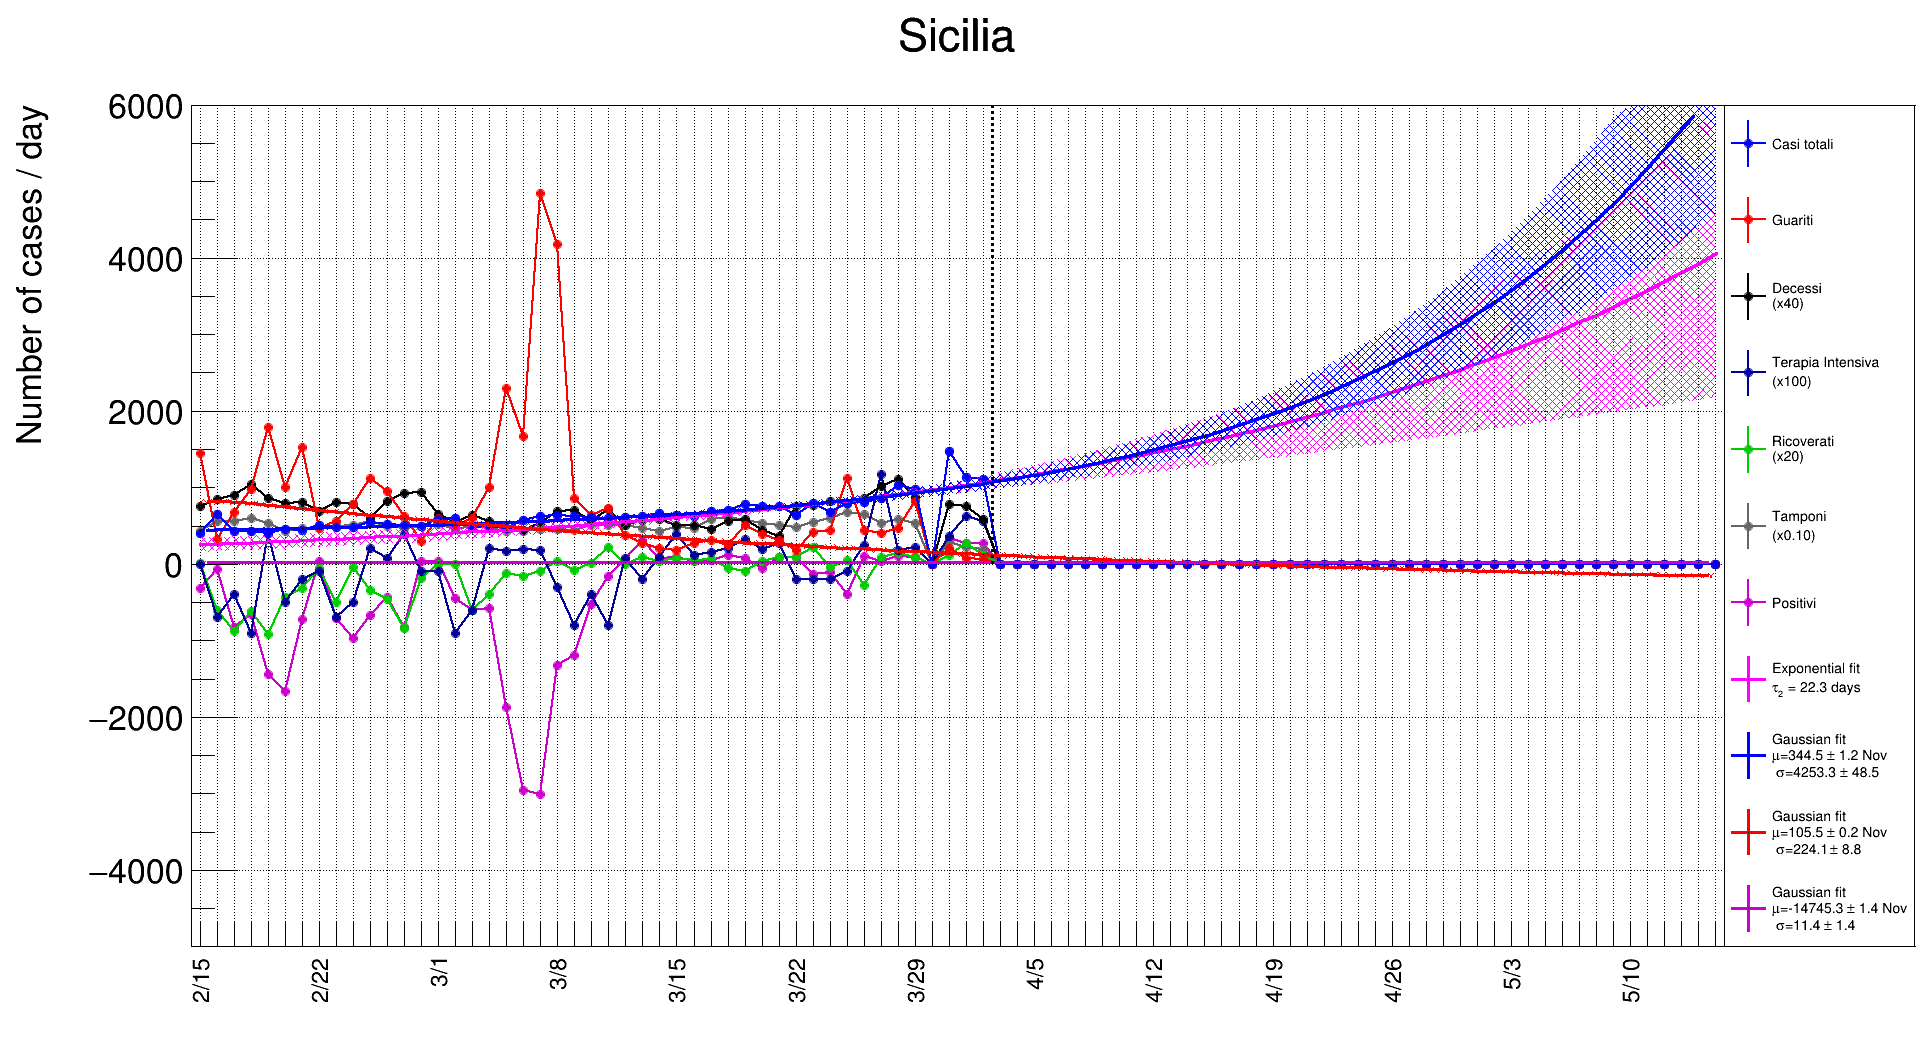 Sicilia
Number of cases / day
6000
4000
2000
0
−2000
−4000
2/15
2/22
3/1
3/8
3/15
3/22
3/29
4/5
4/12
4/19
4/26
5/3
5/10
Casi totali
Guariti
Decessi
(x40)
Terapia Intensiva
(x100)
Ricoverati
(x20)
Tamponi
(x0.10)
Positivi
Exponential fit
τ2 = 22.3 days
Gaussian fit
μ=344.5 ± 1.2 Nov
σ=4253.3 ± 48.5
Gaussian fit
μ=105.5 ± 0.2 Nov
σ=224.1 ± 8.8
Gaussian fit
μ=-14745.3 ± 1.4 Nov
σ=11.4 ± 1.4